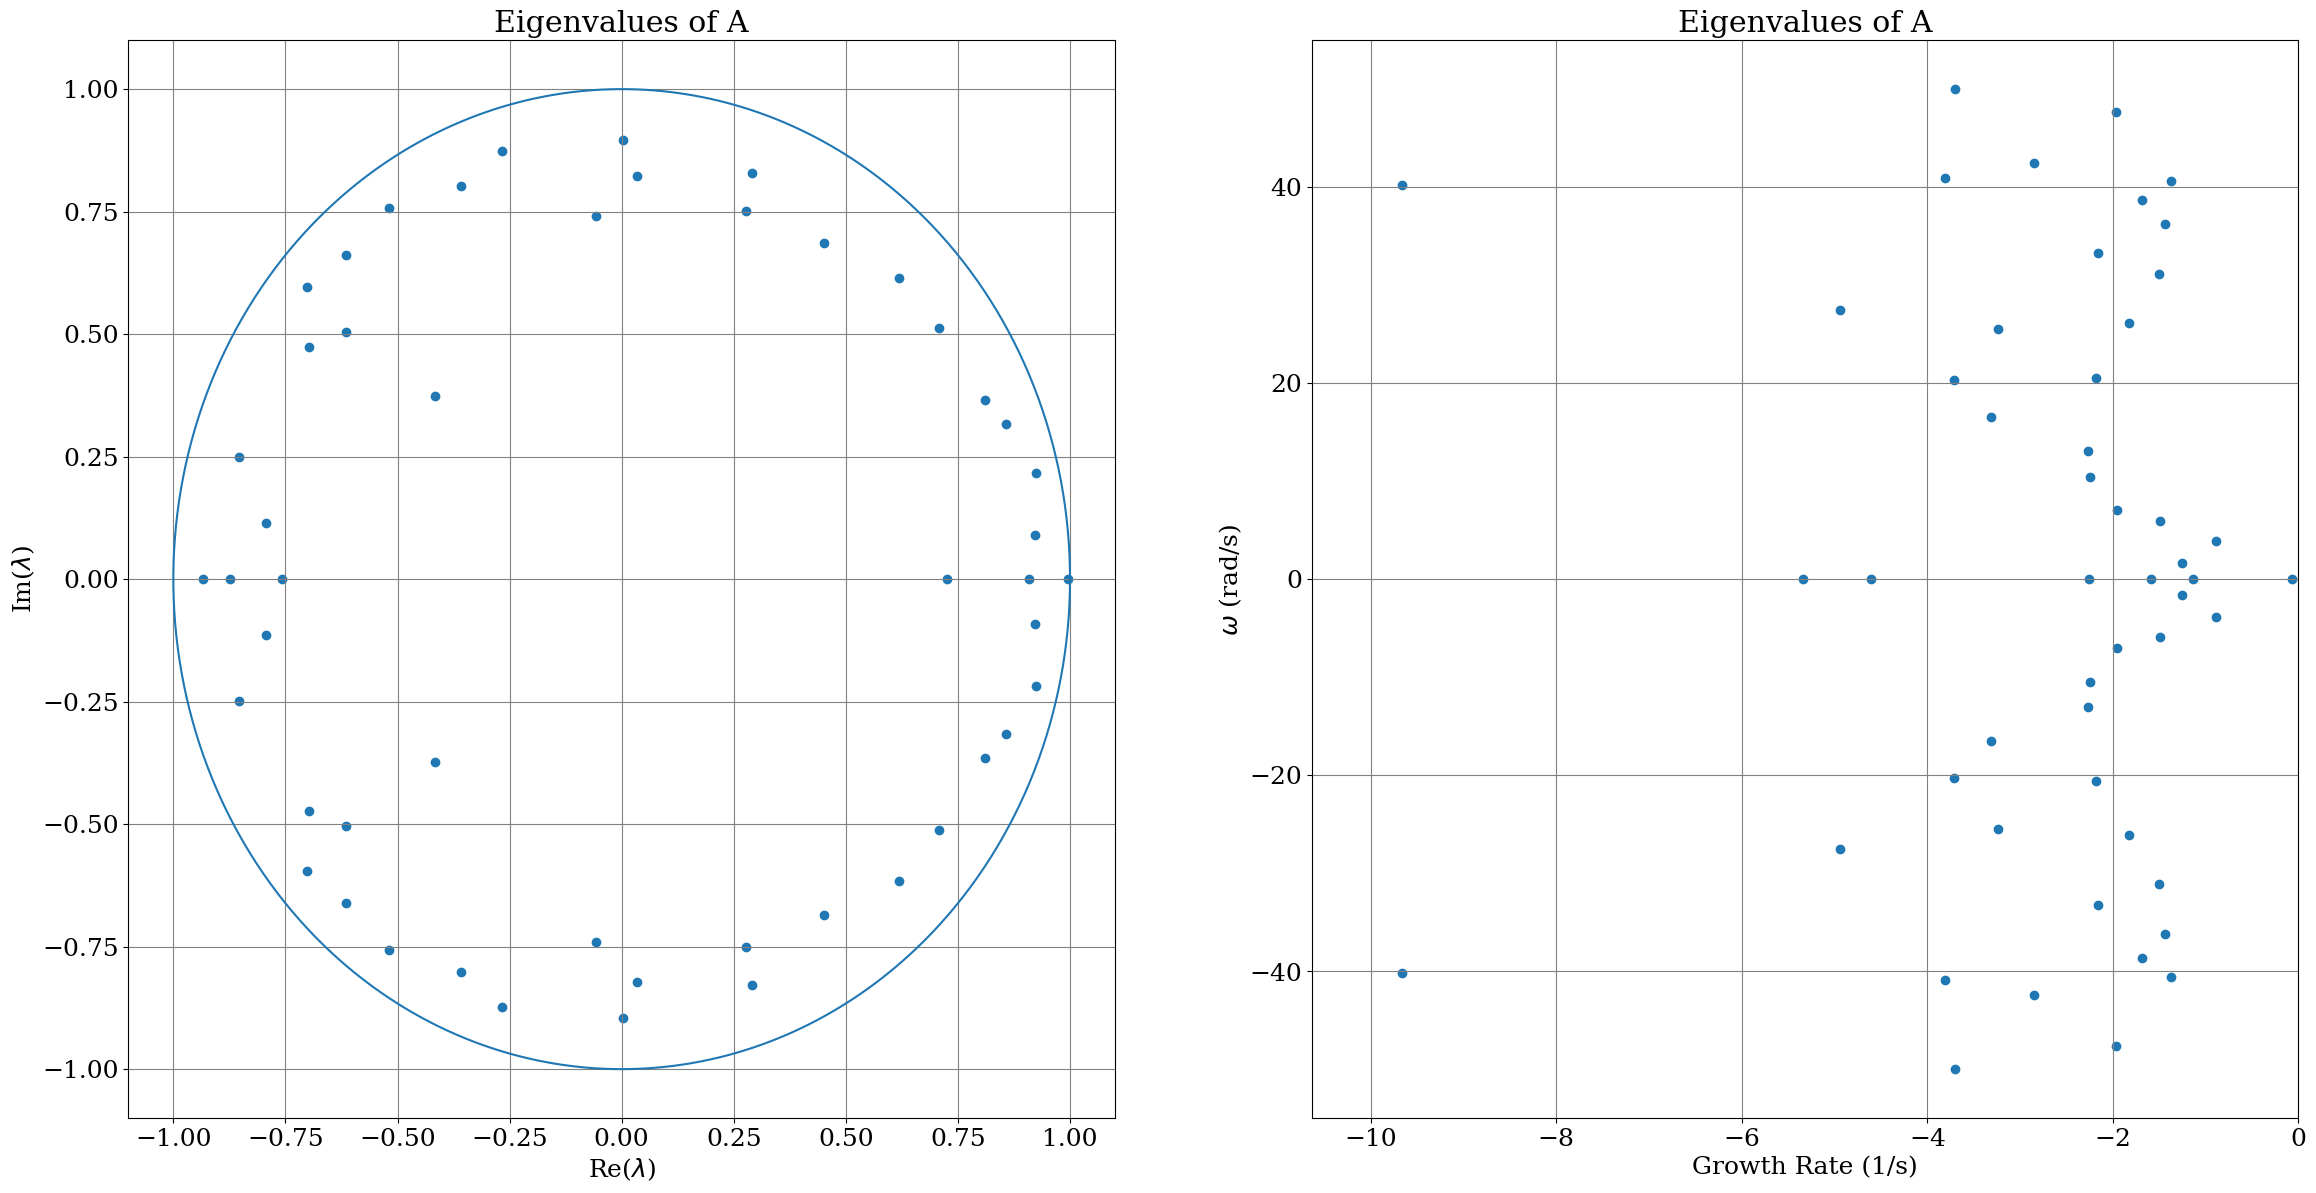 Eigenvalues of A
1.00
0.75
0.50
0.25
0.00
−0.25
−0.50
−0.75
−1.00
Im(λ)
−1.00 −0.75 −0.50 −0.25 0.00 0.25 0.50 0.75 1.00
Re(λ)
Eigenvalues of A
40
20
0
−20
−40
ω (rad/s)
−10 −8 −6 −4 −2 0
Growth Rate (1/s)